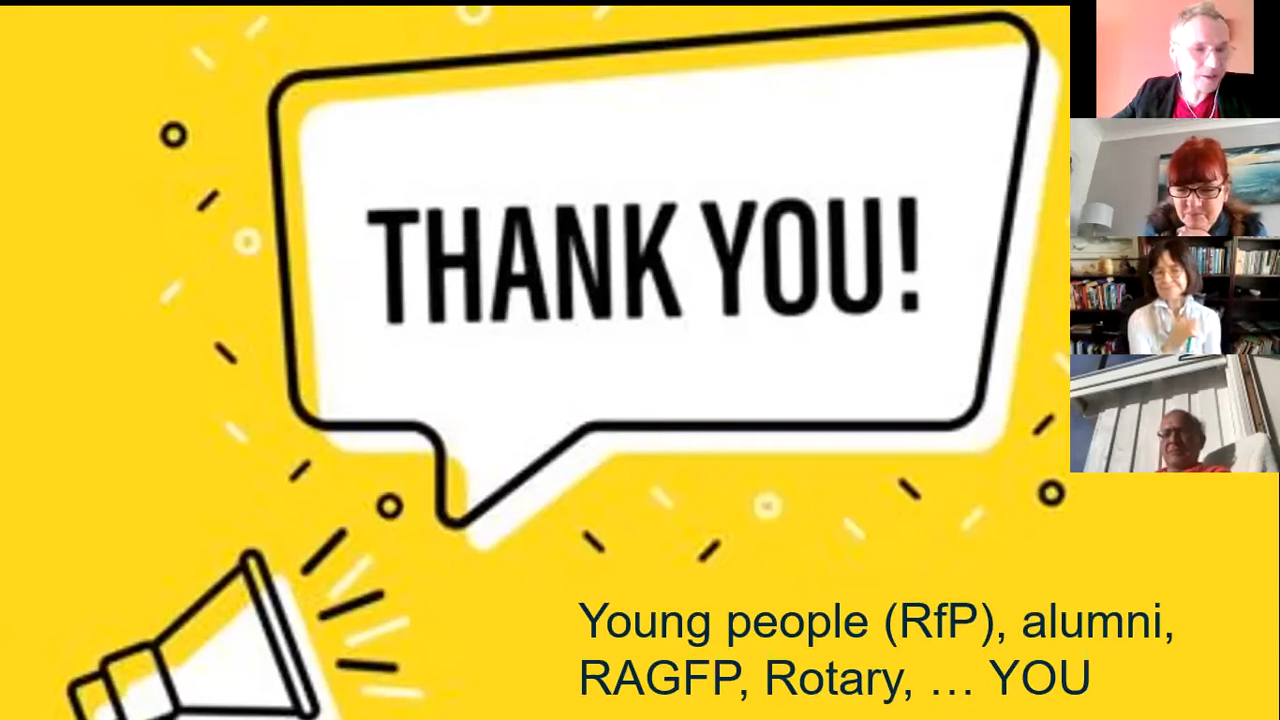 THANK YOU!
Young people (RfP), alumni,
RAGFP, Rotary, … YOU